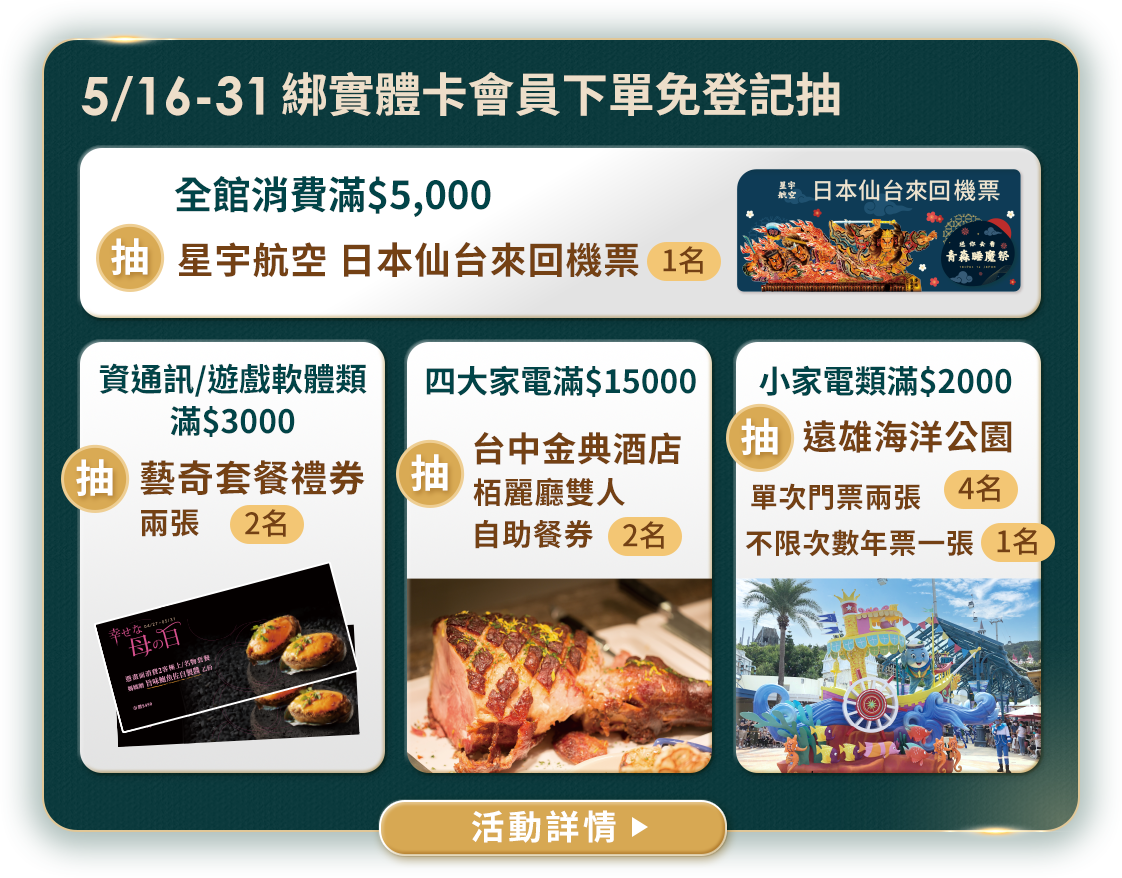 5/16-31 綁實體卡會員下單免登記抽
全館消費滿$5,000
抽
星宇航空 日本仙台來回機票 1名
星宇
航空
日本仙台來回機票
青森睡魔祭
資通訊/遊戲軟體類
滿$3000
抽
藝奇套餐禮券
兩張 2名
幸せな 04/27-05/31
母の日
四大家電滿$15000
抽
台中金典酒店
栢麗廳雙人
自助餐券 2名
小家電類滿$2000
抽
遠雄海洋公園
單次門票兩張 4名
不限次數年票一張 1名
活動詳情